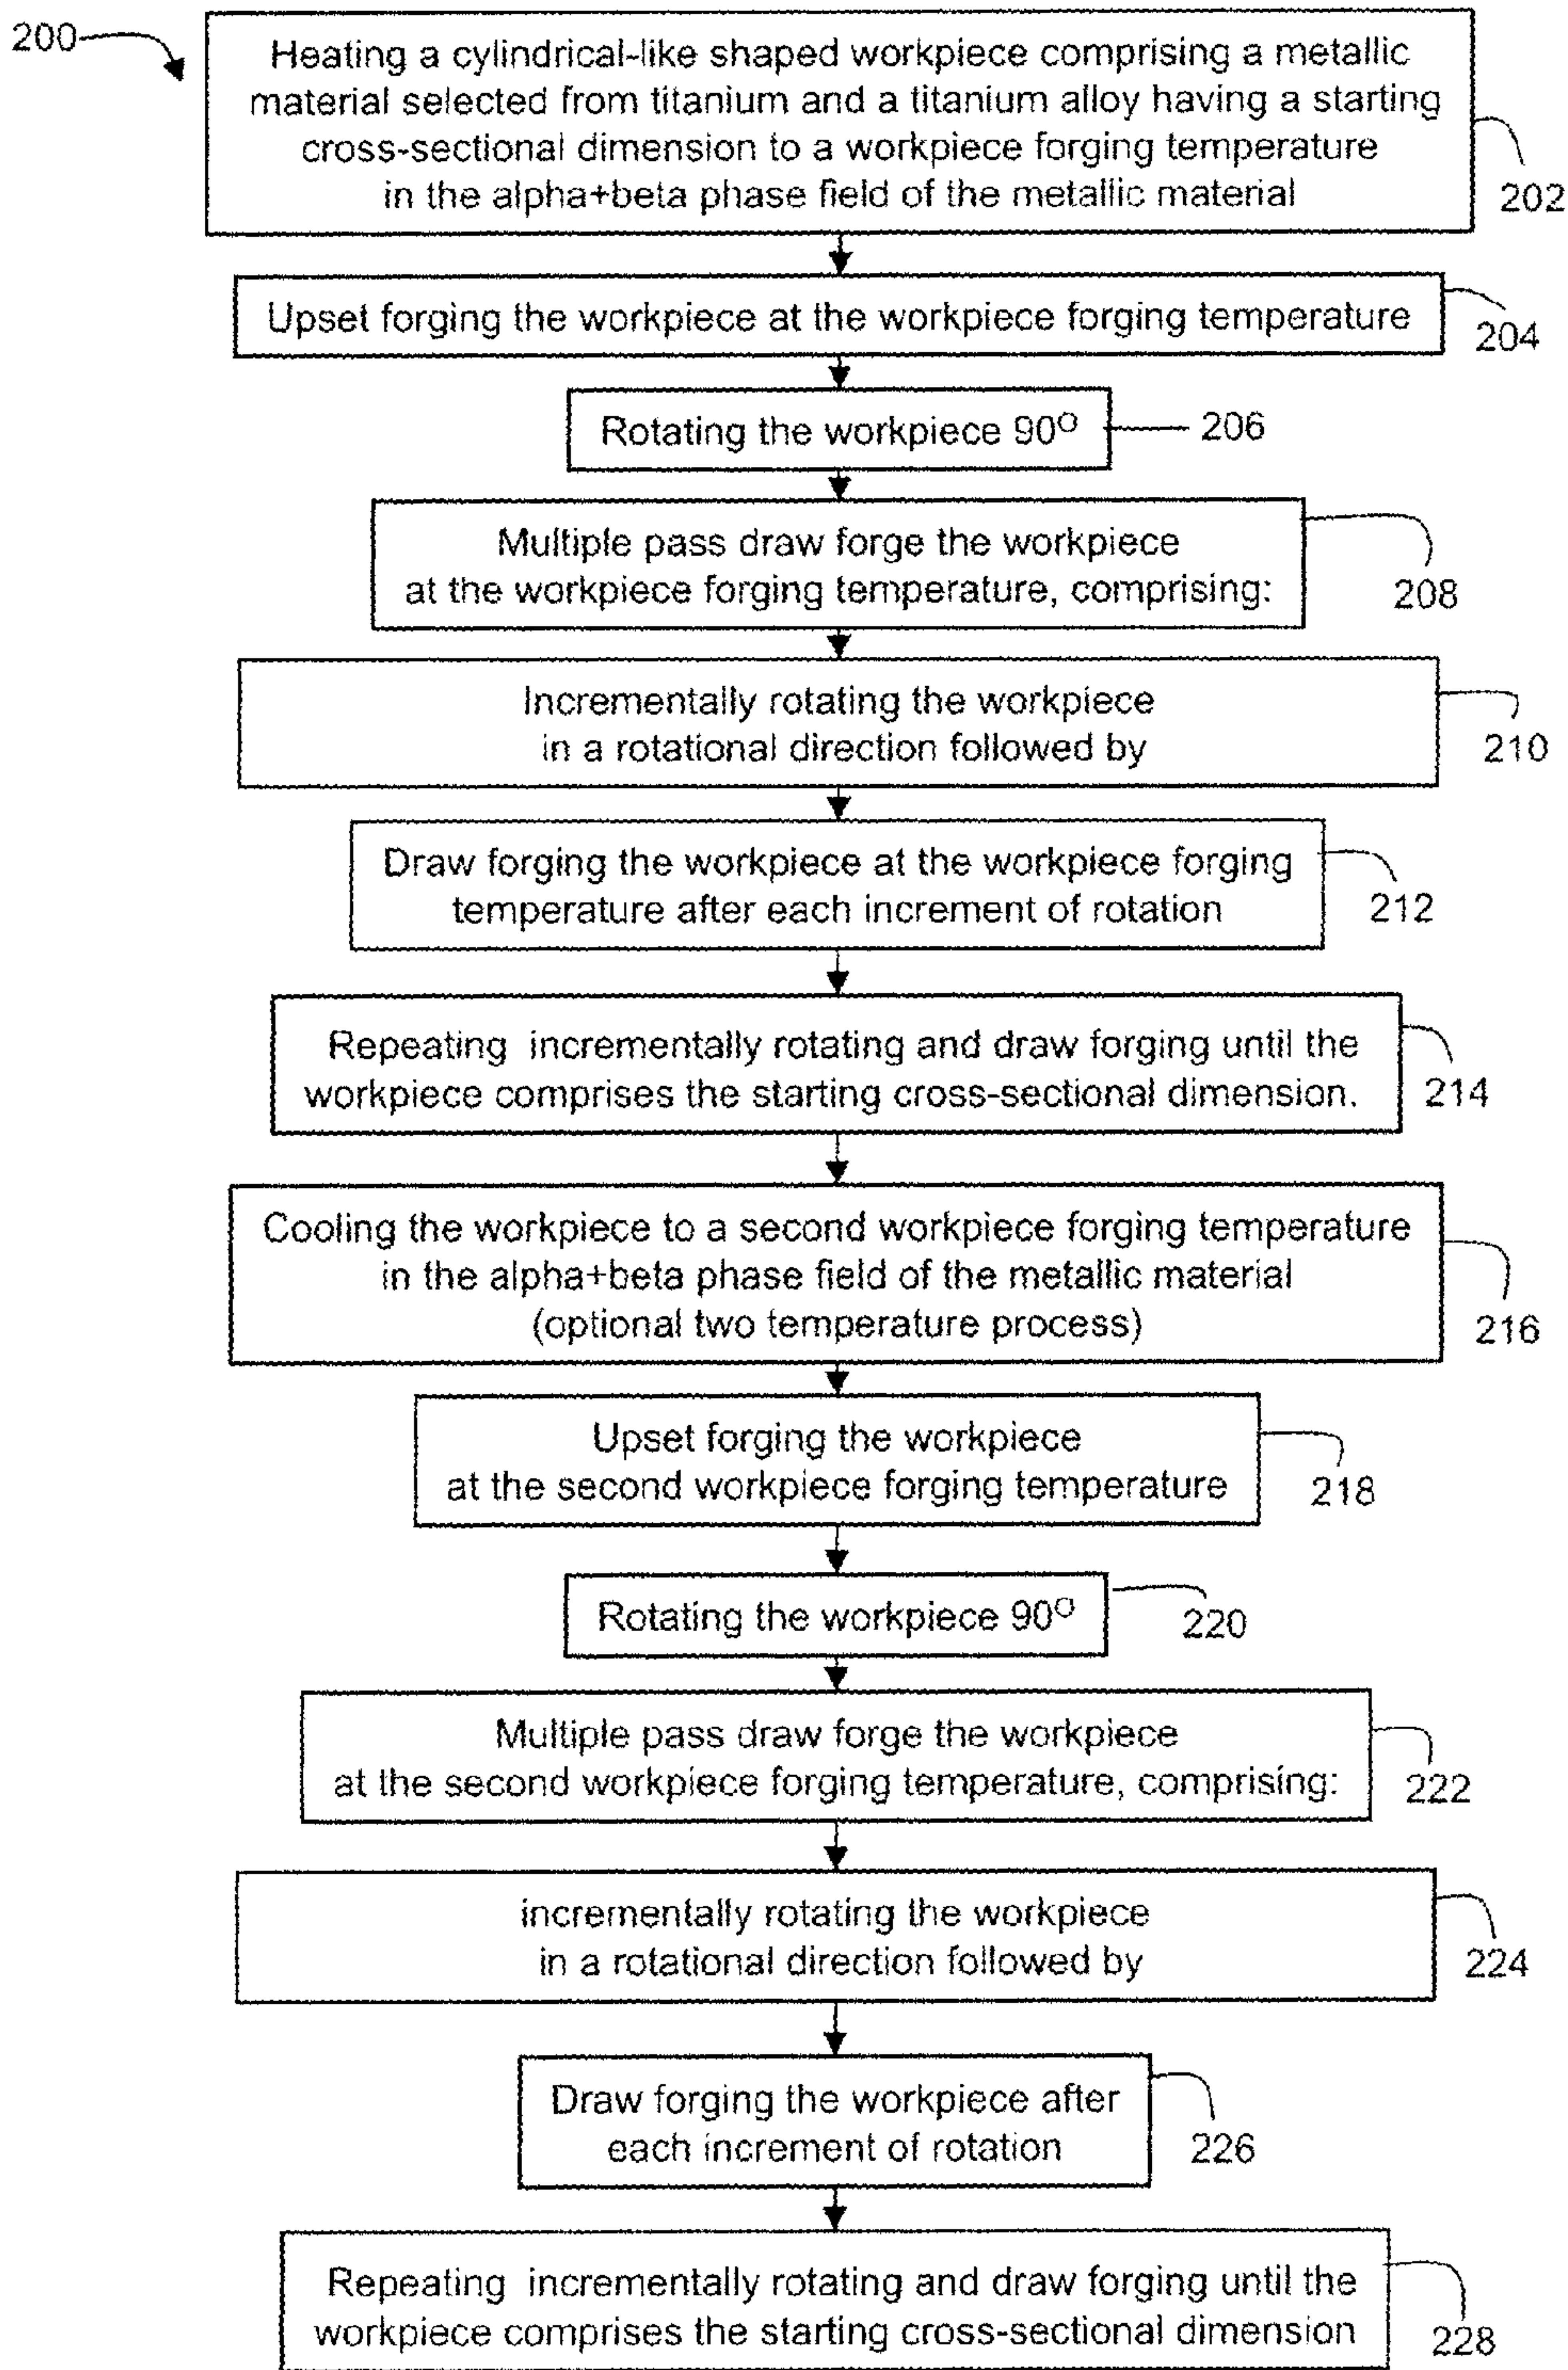 200
Heating a cylindrical-like shaped workpiece comprising a metallic
material selected from titanium and a titanium alloy having a starting
cross-sectional dimension to a workpiece forging temperature
in the alpha+beta phase field of the metallic material
202
Upset forging the workpiece at the workpiece forging temperature
204
Rotating the workpiece 90º
206
Multiple pass draw forge the workpiece
at the workpiece forging temperature, comprising:
208
Incrementally rotating the workpiece
in a rotational direction followed by
210
Draw forging the workpiece at the workpiece forging
temperature after each increment of rotation
212
Repeating incrementally rotating and draw forging until the
workpiece comprises the starting cross-sectional dimension.
214
Cooling the workpiece to a second workpiece forging temperature
in the alpha+beta phase field of the metallic material
(optional two temperature process)
216
Upset forging the workpiece
at the second workpiece forging temperature
218
Rotating the workpiece 90º
220
Multiple pass draw forge the workpiece
at the second workpiece forging temperature, comprising:
222
incrementally rotating the workpiece
in a rotational direction followed by
224
Draw forging the workpiece after
each increment of rotation
226
Repeating incrementally rotating and draw forging until the
workpiece comprises the starting cross-sectional dimension
228